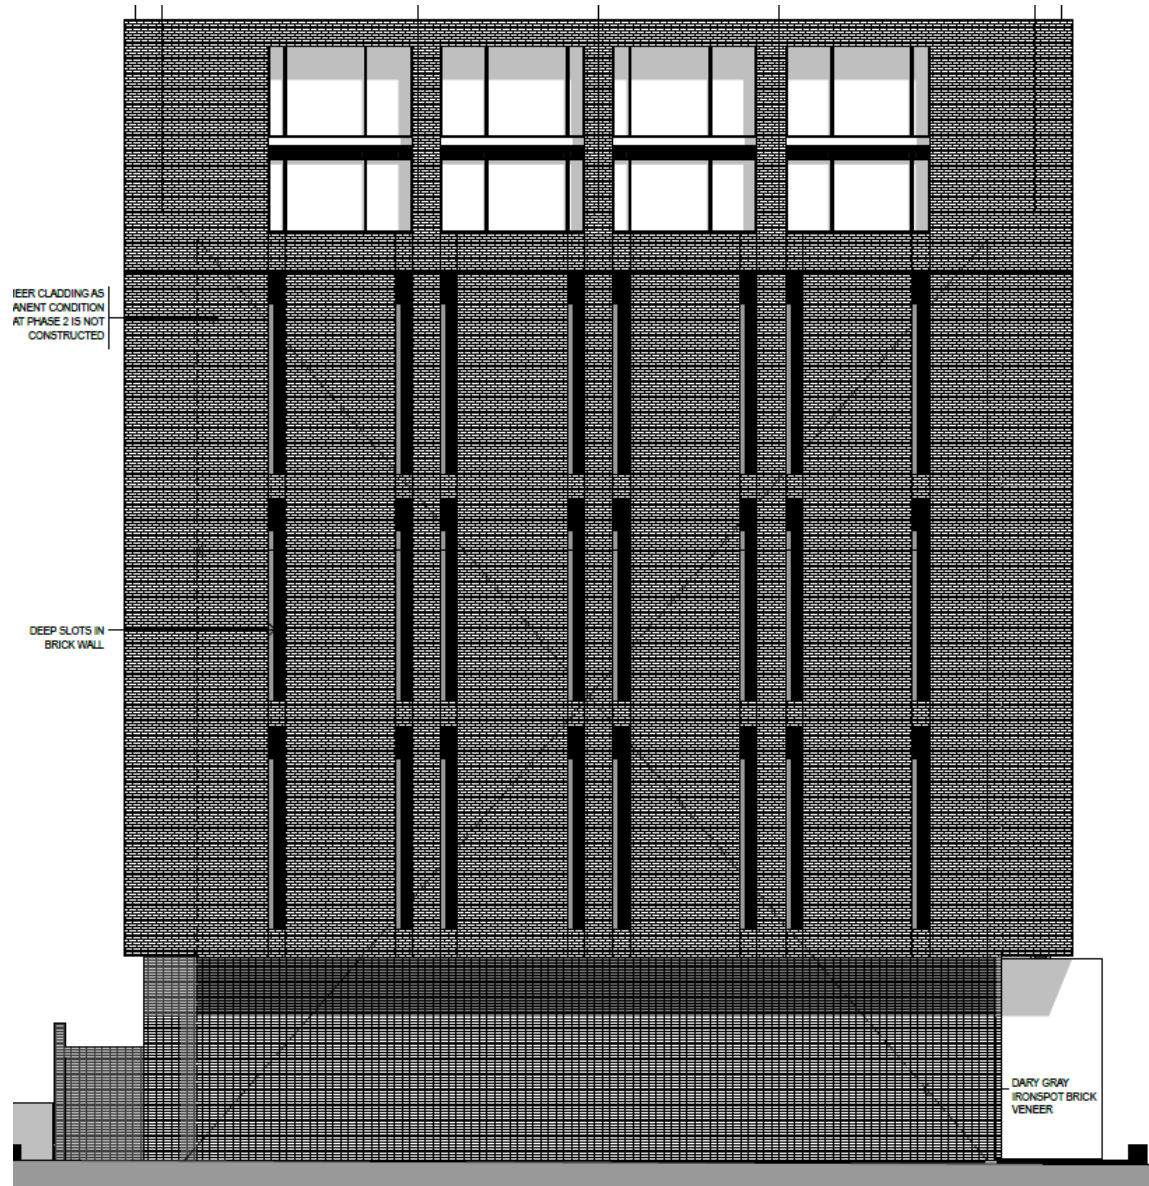 IEER CLADDING AS
ANENT CONDITION
AT PHASE 2 IS NOT
CONSTRUCTED
DEEP SLOTS IN
BRICK WALL
DARY GRAY
IRONSPOT BRICK
VENEER